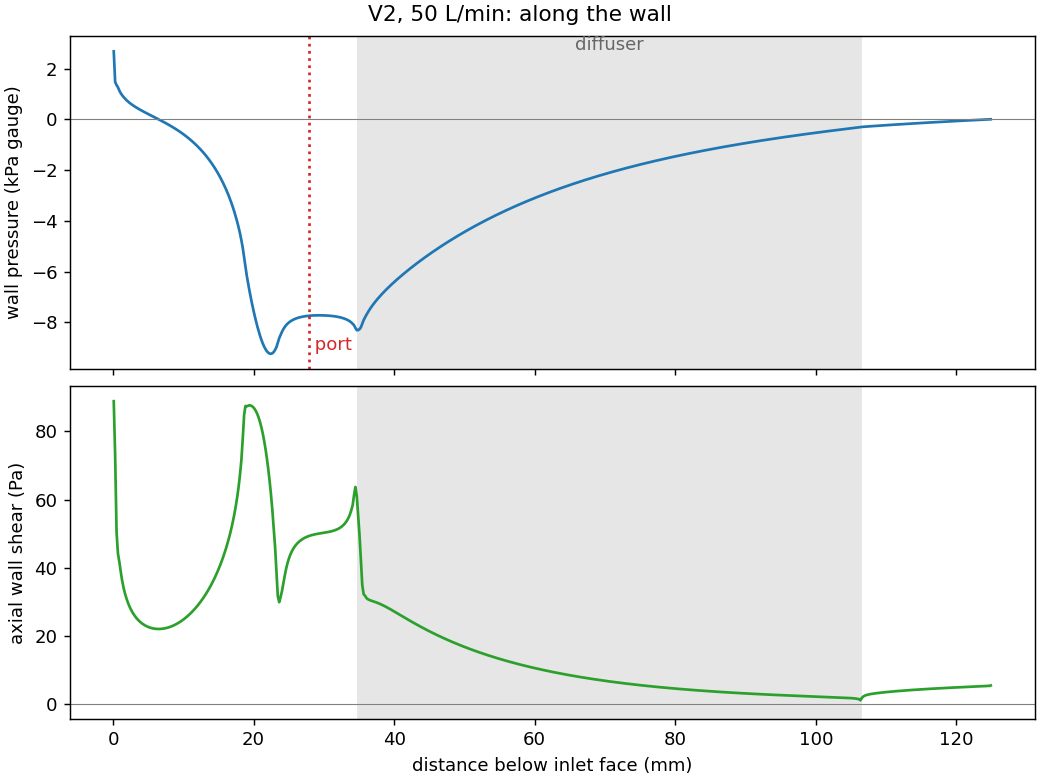 V2, 50 L/min: along the wall
diffuser
wall pressure (kPa gauge)
2
0
−2
−4
−6
−8
port
axial wall shear (Pa)
80
60
40
20
0
0 20 40 60 80 100 120
distance below inlet face (mm)